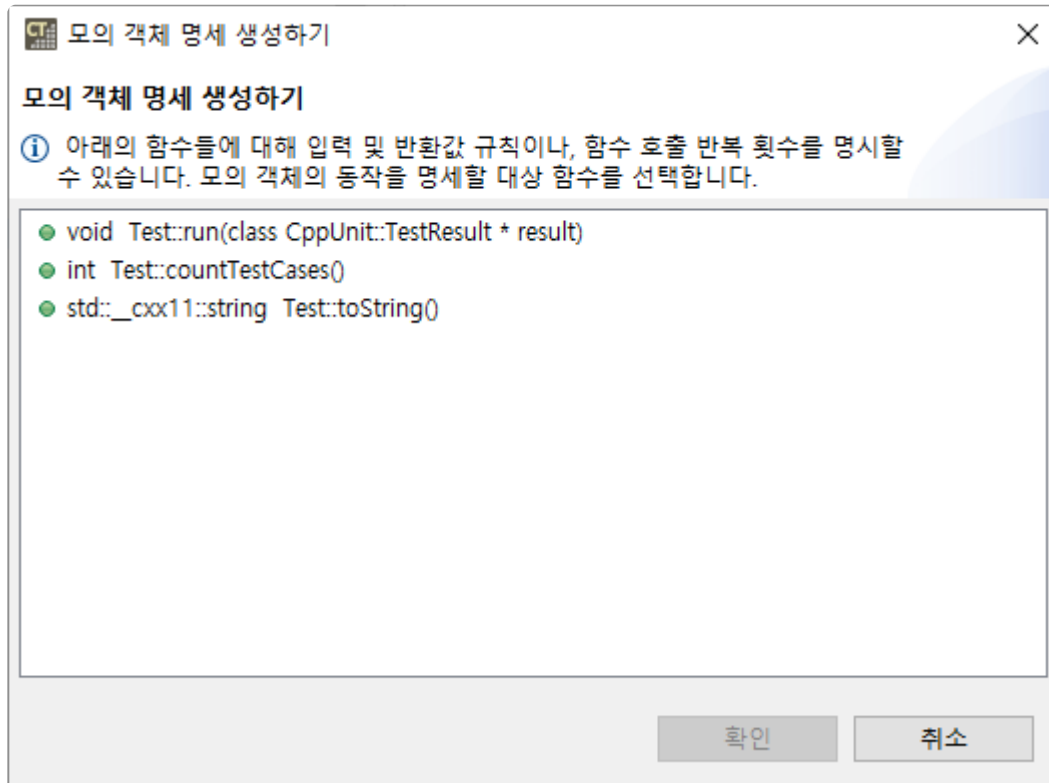 CT 모의 객체 명세 생성하기
모의 객체 명세 생성하기
아래의 함수들에 대해 입력 및 반환값 규칙이나, 함수 호출 반복 횟수를 명시할
수 있습니다. 모의 객체의 동작을 명세할 대상 함수를 선택합니다.
void Test::run(class CppUnit::TestResult * result)
int Test::countTestCases()
std::__cxx11::string Test::toString()
확인 취소